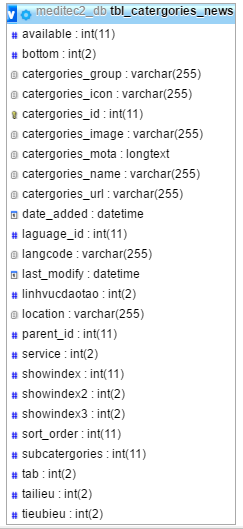 meditec2_db tbl_catergories_news
available : int(11)
bottom : int(2)
catergories_group : varchar(255)
catergories_icon : varchar(255)
catergories_id : int(11)
catergories_image : varchar(255)
catergories_mota : longtext
catergories_name : varchar(255)
catergories_url : varchar(255)
date_added : datetime
laguage_id : int(11)
langcode : varchar(255)
last_modify : datetime
linhvucdaotao : int(2)
location : varchar(255)
parent_id : int(11)
service : int(2)
showindex : int(11)
showindex2 : int(2)
showindex3 : int(2)
sort_order : int(11)
subcatergories : int(11)
tab : int(2)
tailieu : int(2)
tieubieu : int(2)